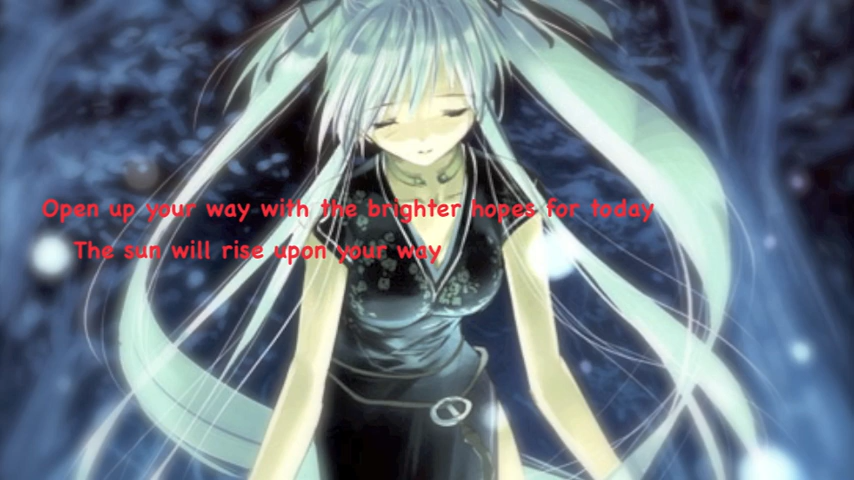 Open up your way with the brighter hopes for today
The sun will rise upon your way